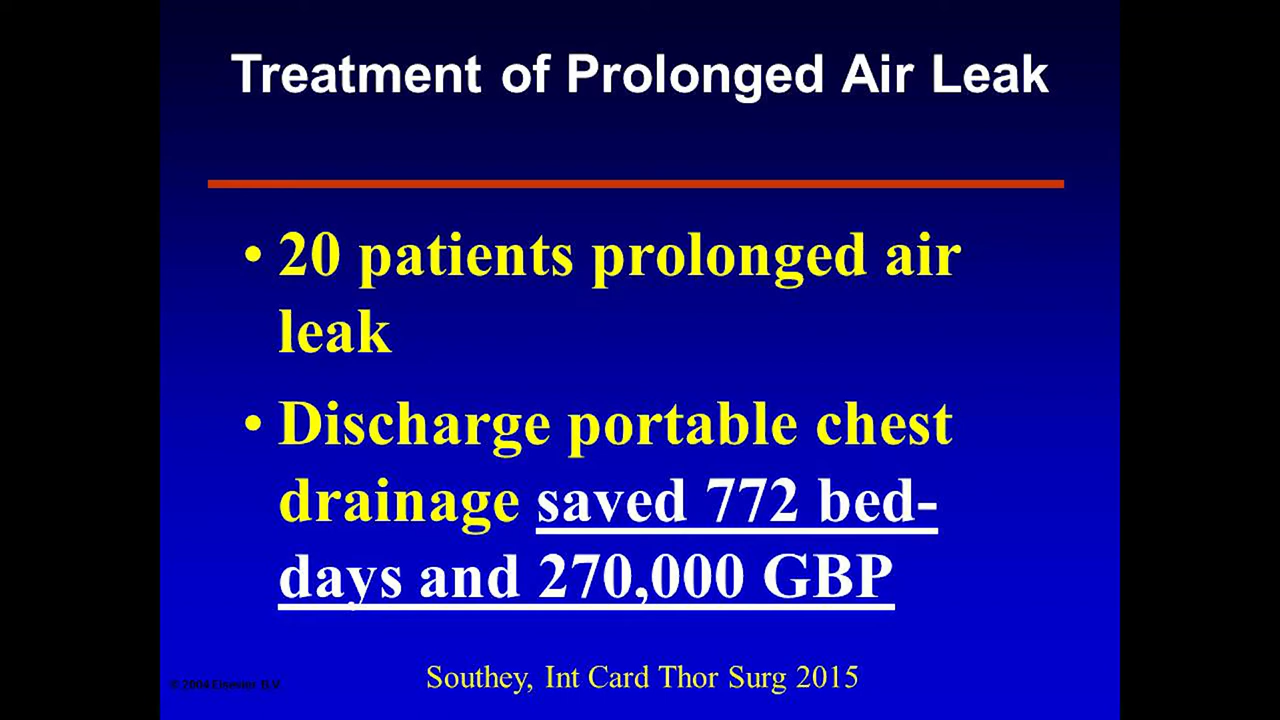 Treatment of Prolonged Air Leak
• 20 patients prolonged air
leak
• Discharge portable chest
drainage saved 772 bed-
days and 270,000 GBP
Southey, Int Card Thor Surg 2015
© 2004 Elsevier B.V.